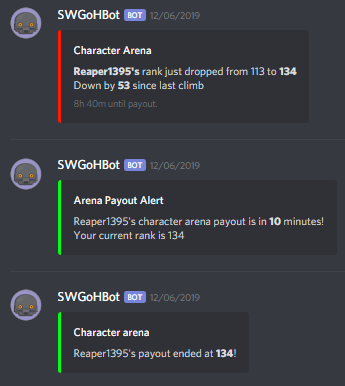 SWGoHBot BOT 12/06/2019
Character Arena
Reaper1395's rank just dropped from 113 to 134
Down by 53 since last climb
8h 40m until payout.
SWGoHBot BOT 12/06/2019
Arena Payout Alert
Reaper1395's character arena payout is in 10 minutes!
Your current rank is 134
SWGoHBot BOT 12/06/2019
Character arena
Reaper1395's payout ended at 134!